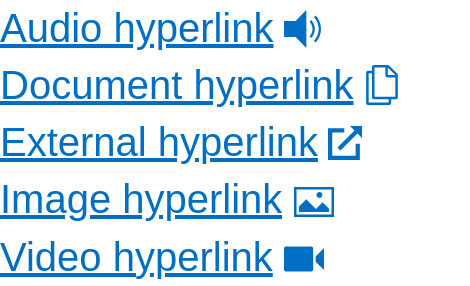 Audio hyperlink
Document hyperlink
External hyperlink
Image hyperlink
Video hyperlink